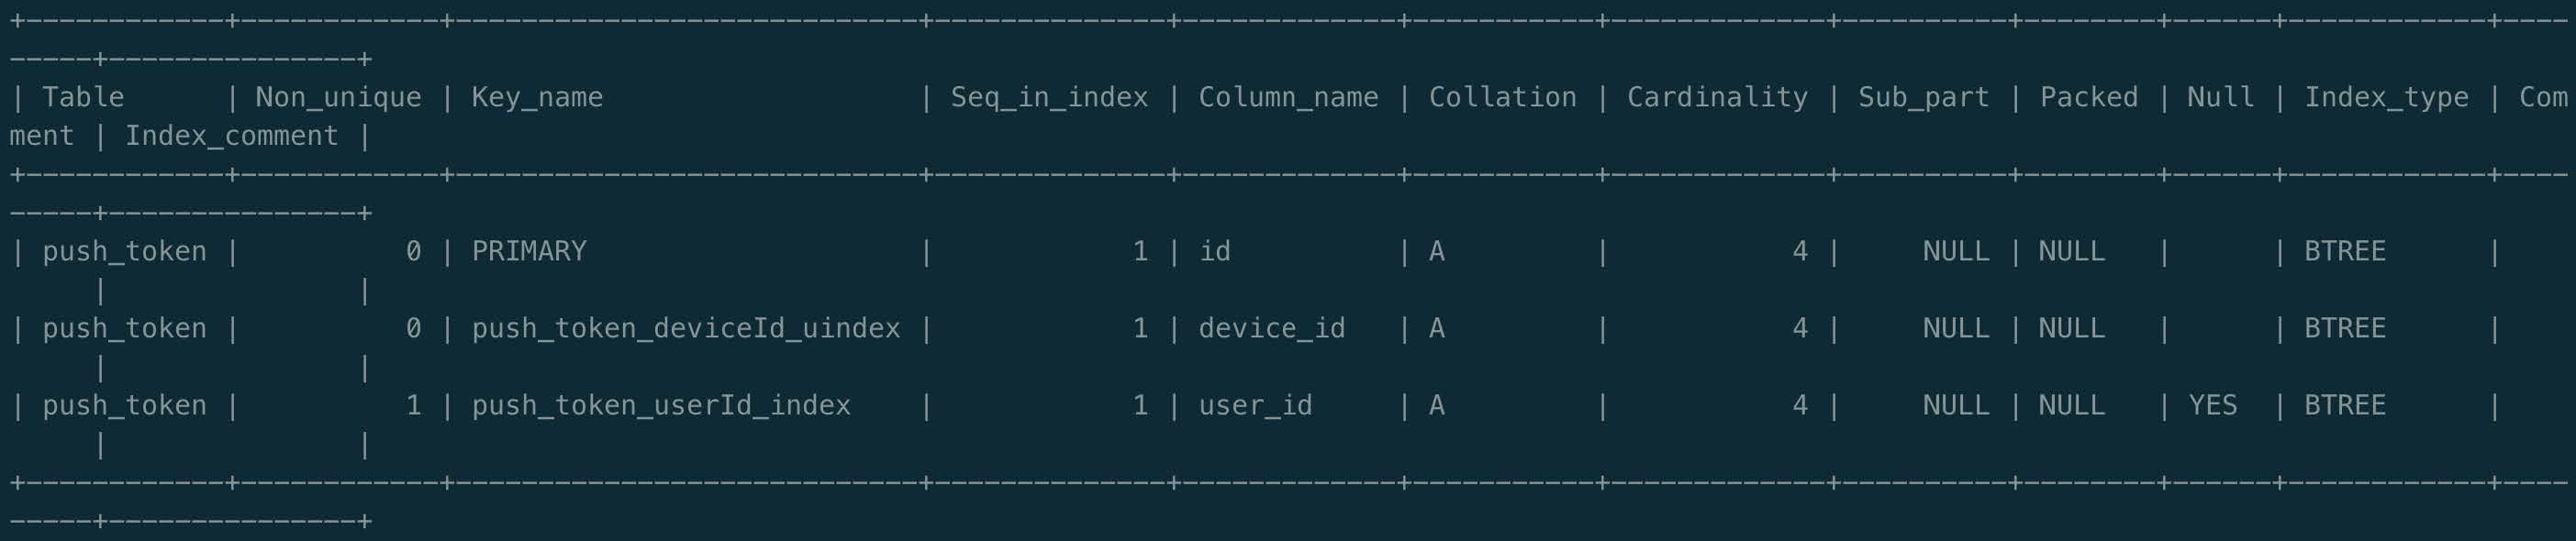 +------------+-------------+----------------------------+--------------+-------------+-----------+-------------+----------+--------+------+------------+----
-----+---------------+
| Table      | Non_unique | Key_name                   | Seq_in_index | Column_name | Collation | Cardinality | Sub_part | Packed | Null | Index_type | Com
ment | Index_comment |
+------------+------------+----------------------------+--------------+-------------+-----------+-------------+----------+--------+------+------------+----
-----+---------------+
| push_token |          0 | PRIMARY                    |            1 | id          | A         |           4 |     NULL | NULL   |      | BTREE      |
     |               |
| push_token |          0 | push_token_deviceId_uindex |            1 | device_id   | A         |           4 |     NULL | NULL   |      | BTREE      |
     |               |
| push_token |          1 | push_token_userId_index    |            1 | user_id     | A         |           4 |     NULL | NULL   | YES  | BTREE      |
     |               |
+------------+------------+----------------------------+--------------+-------------+-----------+-------------+----------+--------+------+------------+----
-----+---------------+